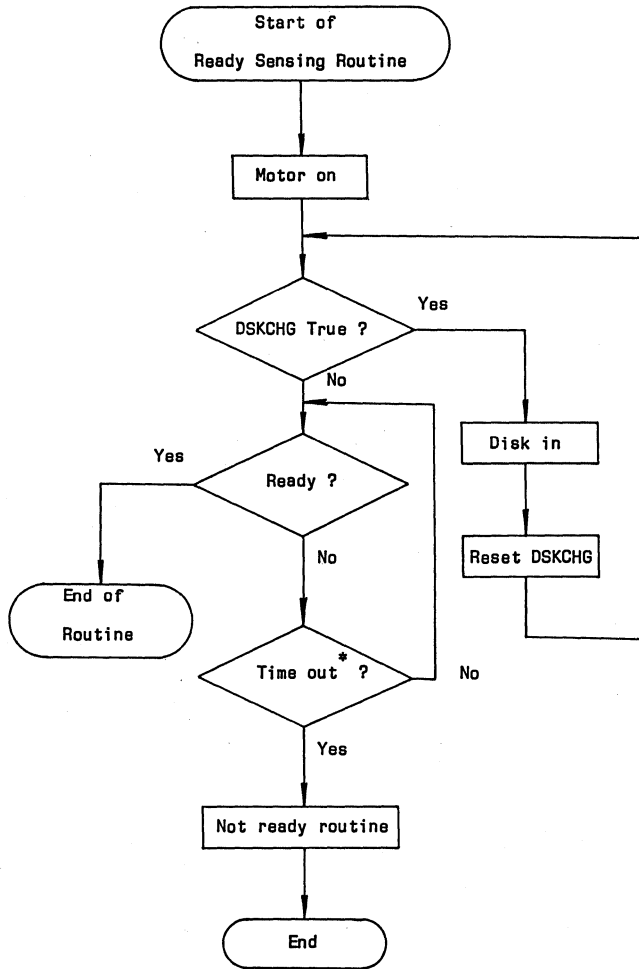 Start of
Ready Sensing Routine
Motor on
DSKCHG True ?
Yes
No
Disk in
Yes
Ready ?
No
Reset DSKCHG
End of
Routine
Time out* ?
No
Yes
Not ready routine
End